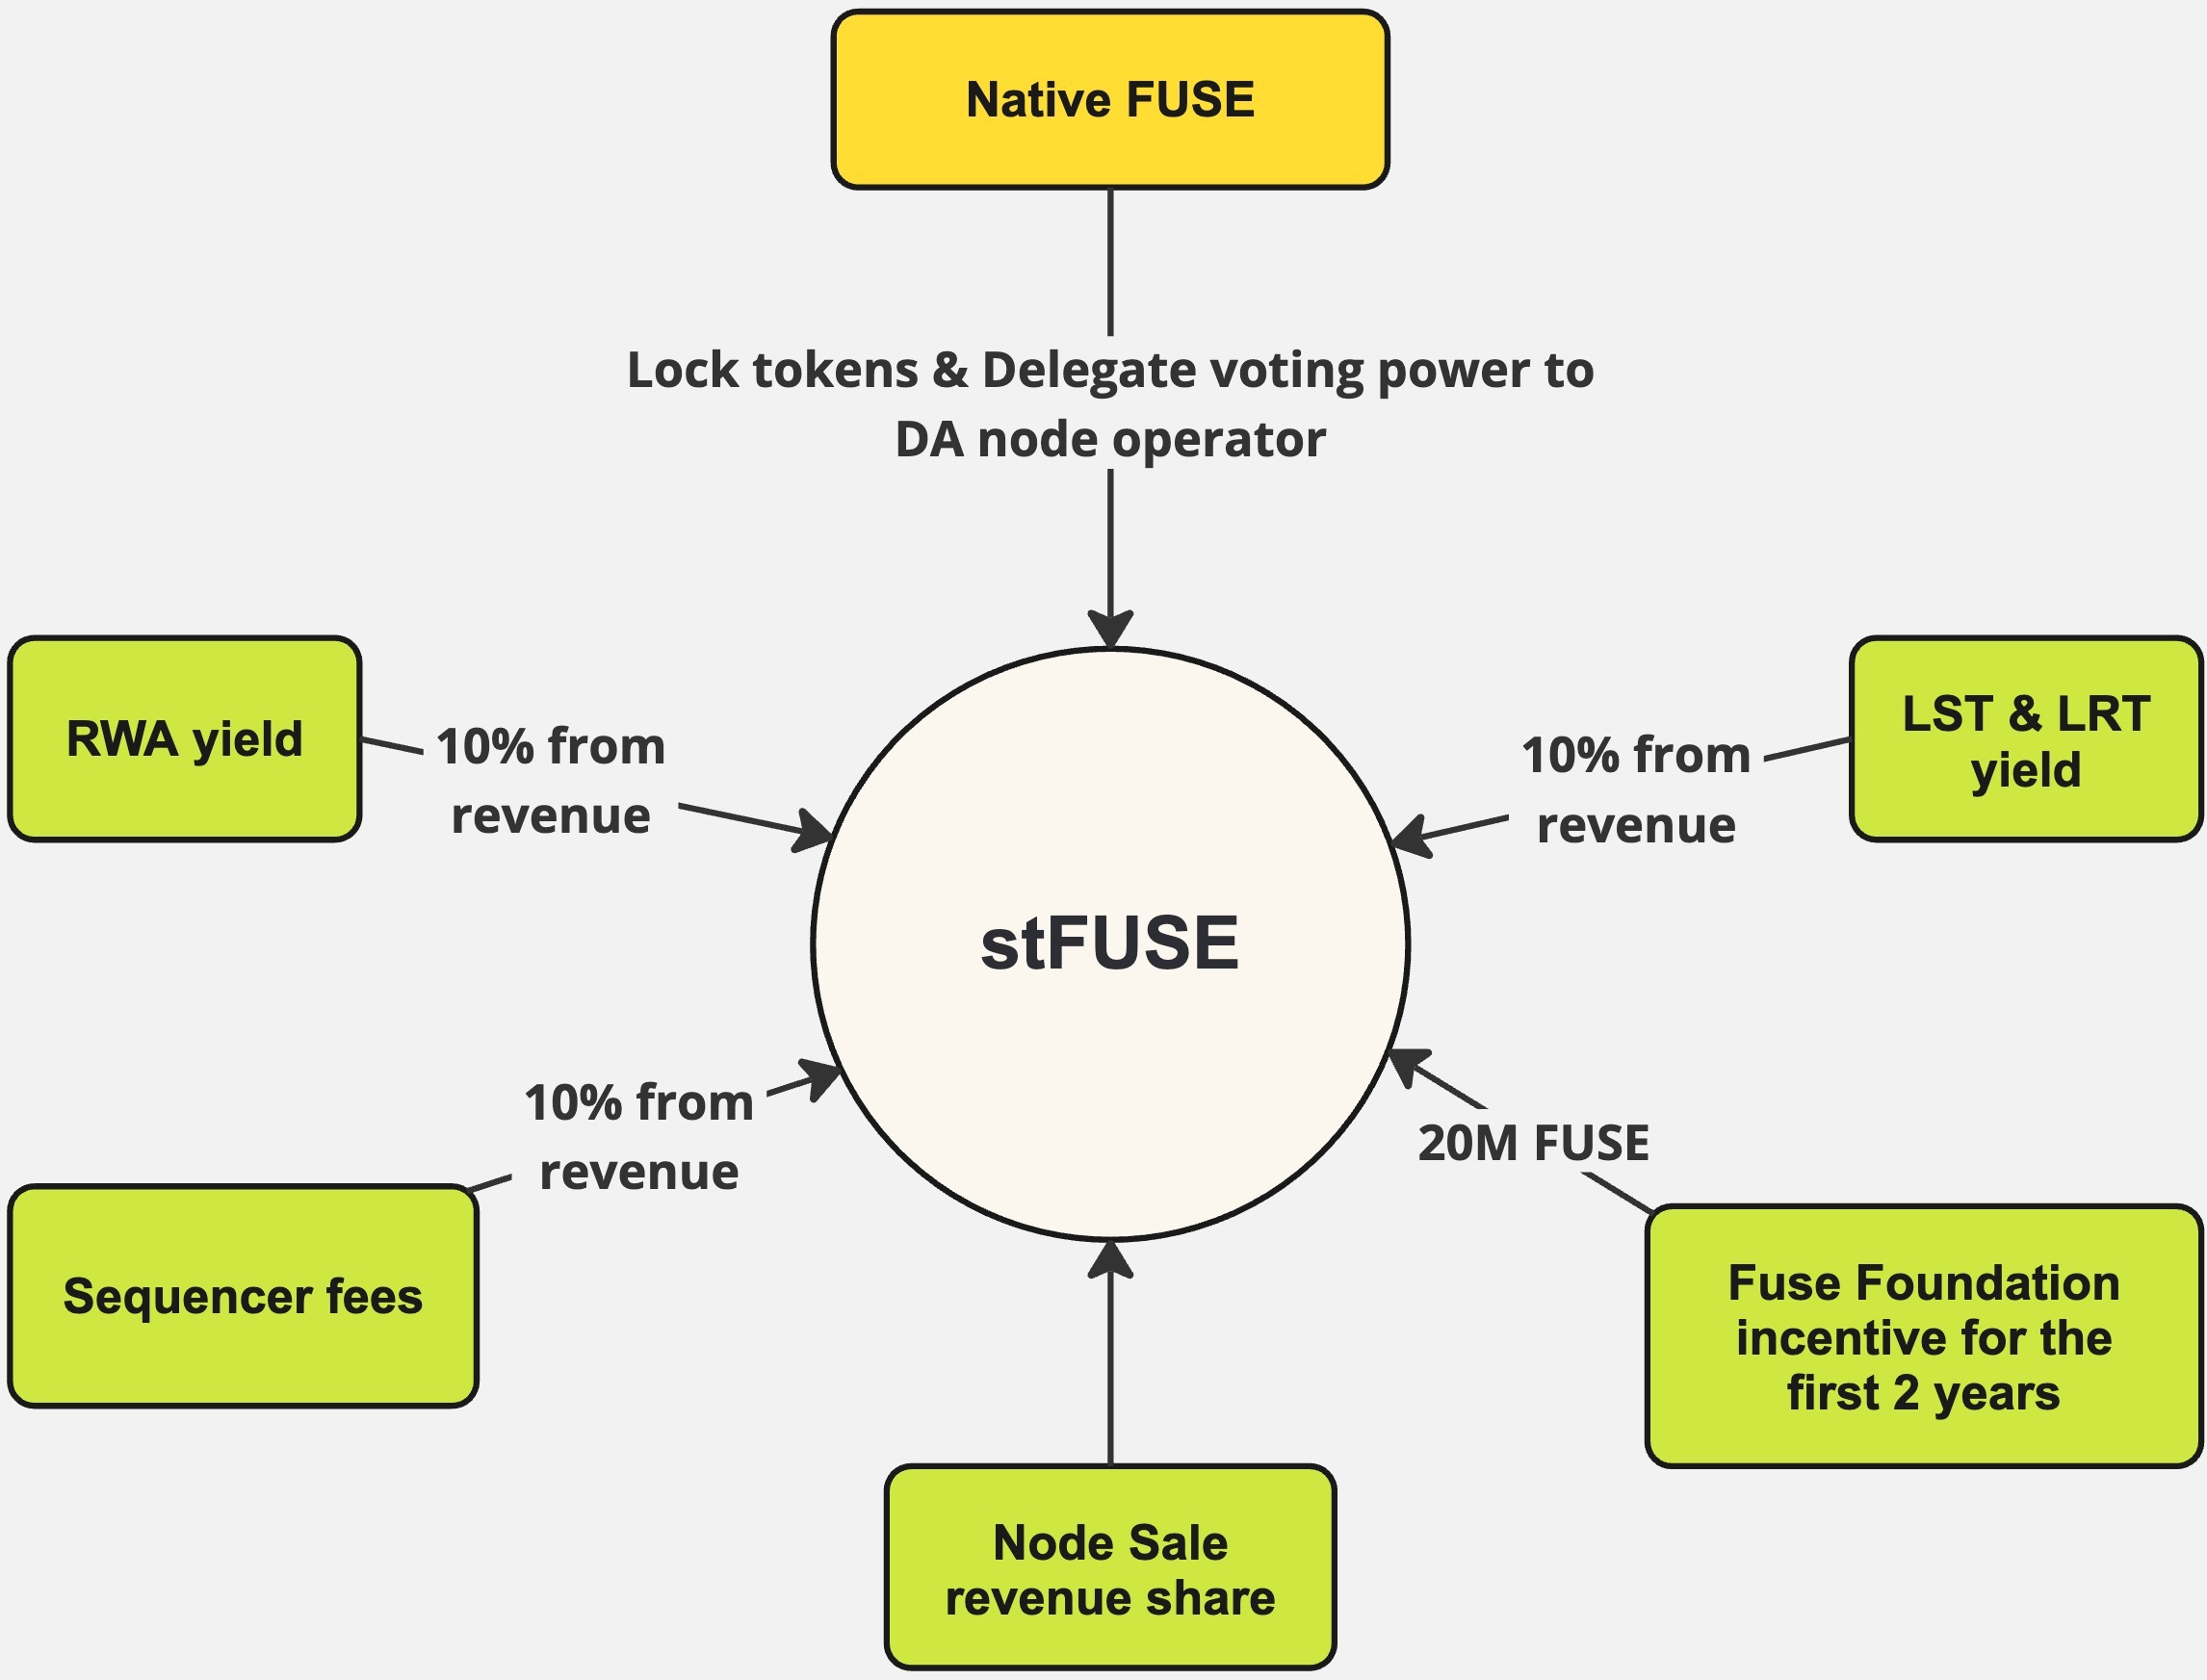 Native FUSE
Lock tokens & Delegate voting power to
DA node operator
RWA yield
10% from
revenue
10% from
revenue
LST & LRT
yield
stFUSE
10% from
revenue
20M FUSE
Sequencer fees
Fuse Foundation
incentive for the
first 2 years
Node Sale
revenue share